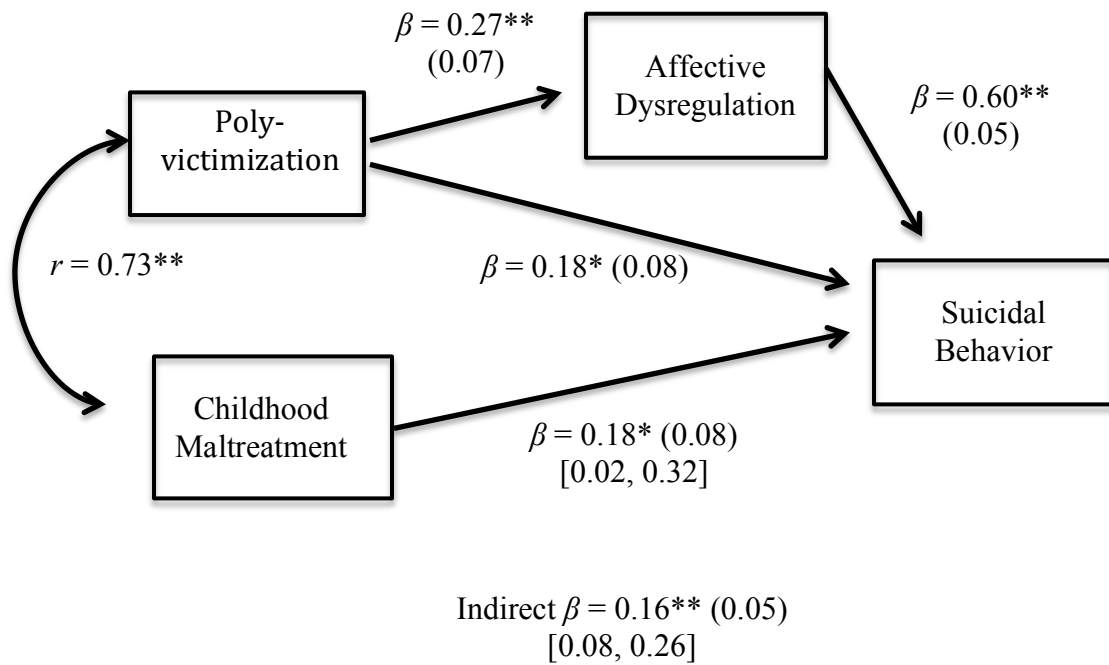 β = 0.27**
(0.07)
Affective
Dysregulation
β = 0.60**
(0.05)
Poly-
victimization
r = 0.73**
β = 0.18* (0.08)
Suicidal
Behavior
Childhood
Maltreatment
β = 0.18* (0.08)
[0.02, 0.32]
Indirect β = 0.16** (0.05)
[0.08, 0.26]